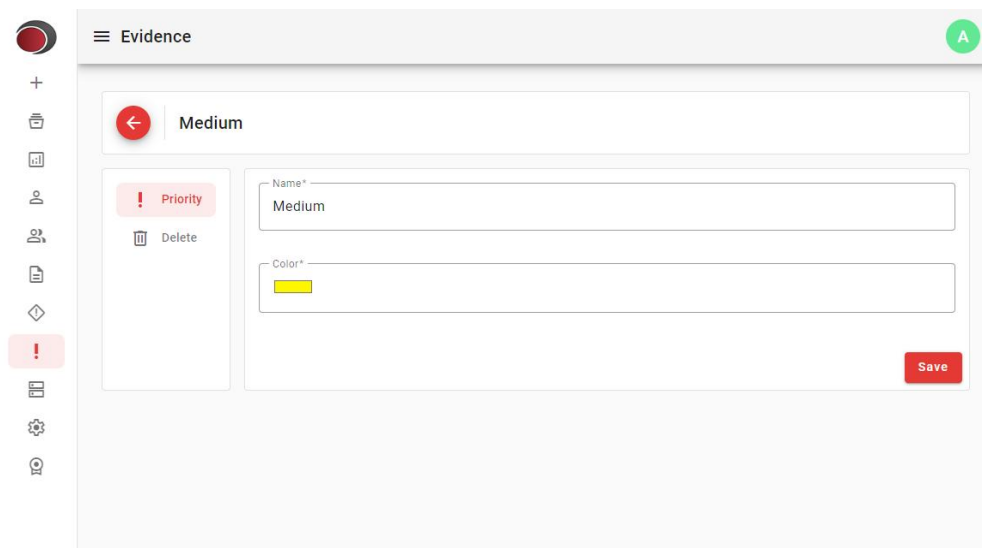 Evidence
A
Medium
Priority
Delete
Name*
Medium
Color*
Save